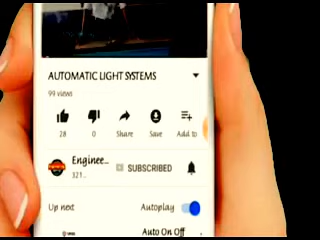 AUTOMATIC LIGHT SYSTEMS
99 views
28 0 Share Save Add to
Enginee...
SUBSCRIBED
321
Up next Autoplay
Auto On Off